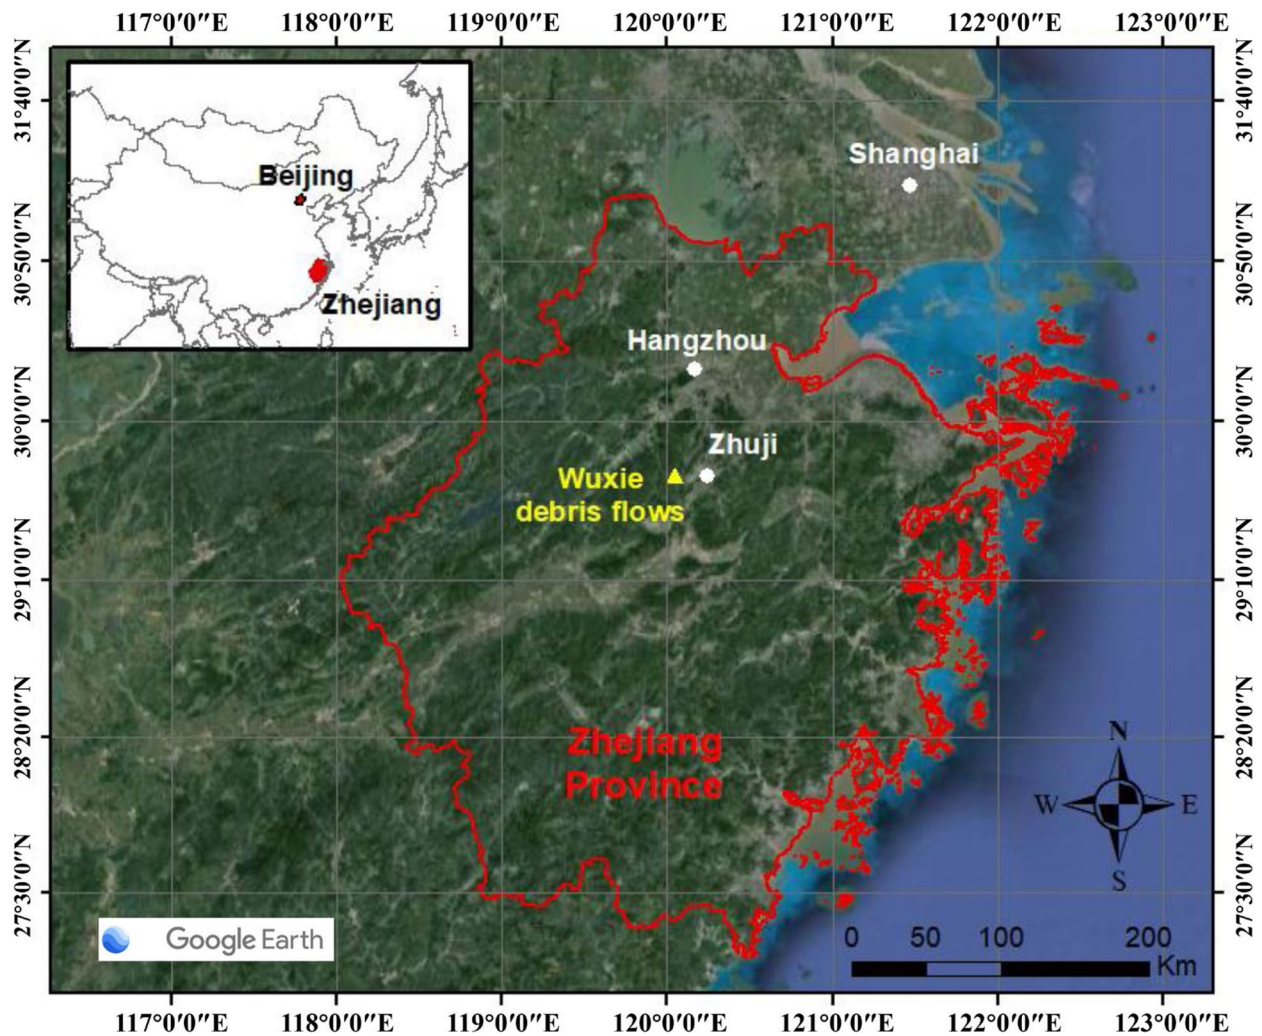 117°0'0"E 118°0'0"E 119°0'0"E 120°0'0"E 121°0'0"E 122°0'0"E 123°0'0"E
31°40'0"N
31°40'0"N
30°50'0"N
30°50'0"N
30°0'0"N
30°0'0"N
29°10'0"N
29°10'0"N
28°20'0"N
28°20'0"N
27°30'0"N
27°30'0"N
Beijing
Zhejiang
Shanghai
Hangzhou
Zhuji
Wuxie
debris flows
Zhejiang
Province
N
W E
S
Google Earth
0 50 100 200
Km
117°0'0"E 118°0'0"E 119°0'0"E 120°0'0"E 121°0'0"E 122°0'0"E 123°0'0"E